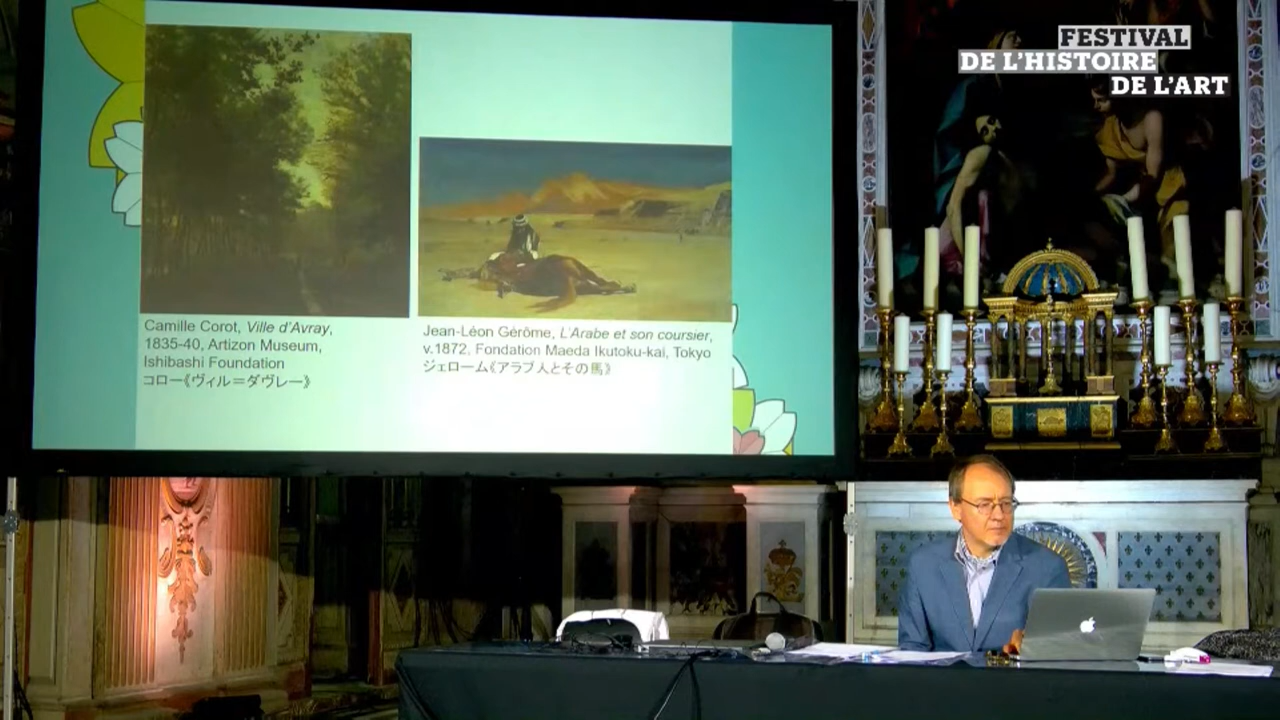 FESTIVAL
DE L'HISTOIRE
DE L'ART
Camille Corot, Ville d'Avray,
1835-40, Artizon Museum,
Ishibashi Foundation
コロー《ヴィル＝ダヴレー》
Jean-Léon Gérôme, L'Arabe et son coursier,
v.1872, Fondation Maeda Ikutoku-kai, Tokyo
ジェローム《アラブ人とその馬》